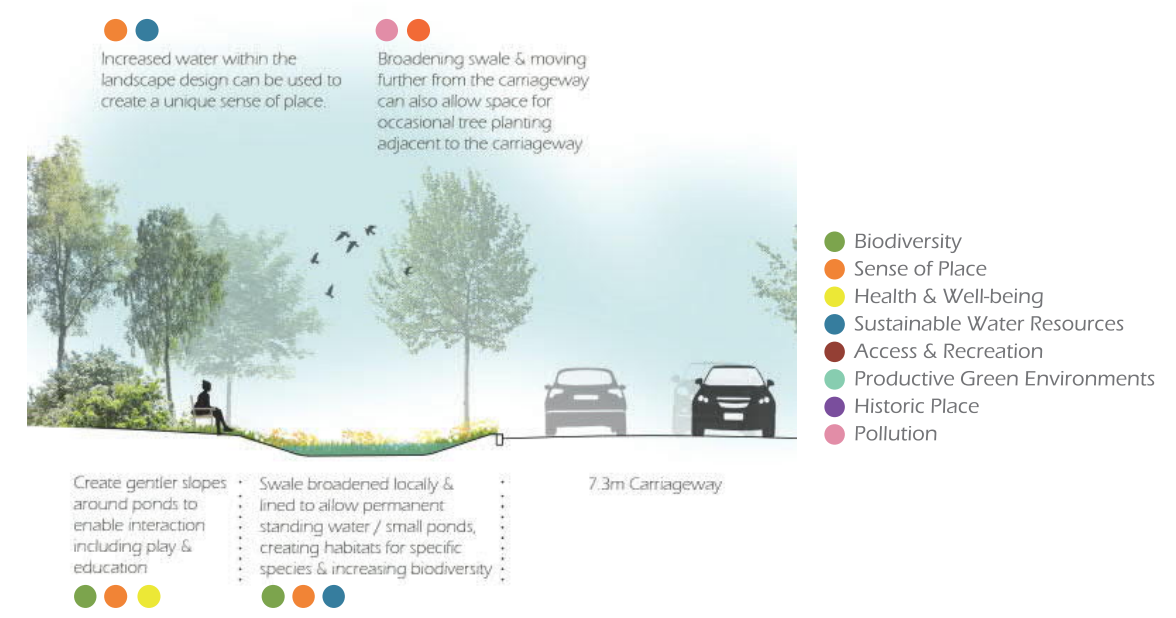 Increased water within the
landscape design can be used to
create a unique sense of place.
Broadening swale & moving
further from the carriageway
can also allow space for
occasional tree planting
adjacent to the carriageway
Biodiversity
Sense of Place
Health & Well-being
Sustainable Water Resources
Access & Recreation
Productive Green Environments
Historic Place
Pollution
Create gentler slopes
around ponds to
enable interaction
including play &
education
Swale broadened locally &
lined to allow permanent
standing water / small ponds,
creating habitats for specific
species & increasing biodiversity
7.3m Carriageway